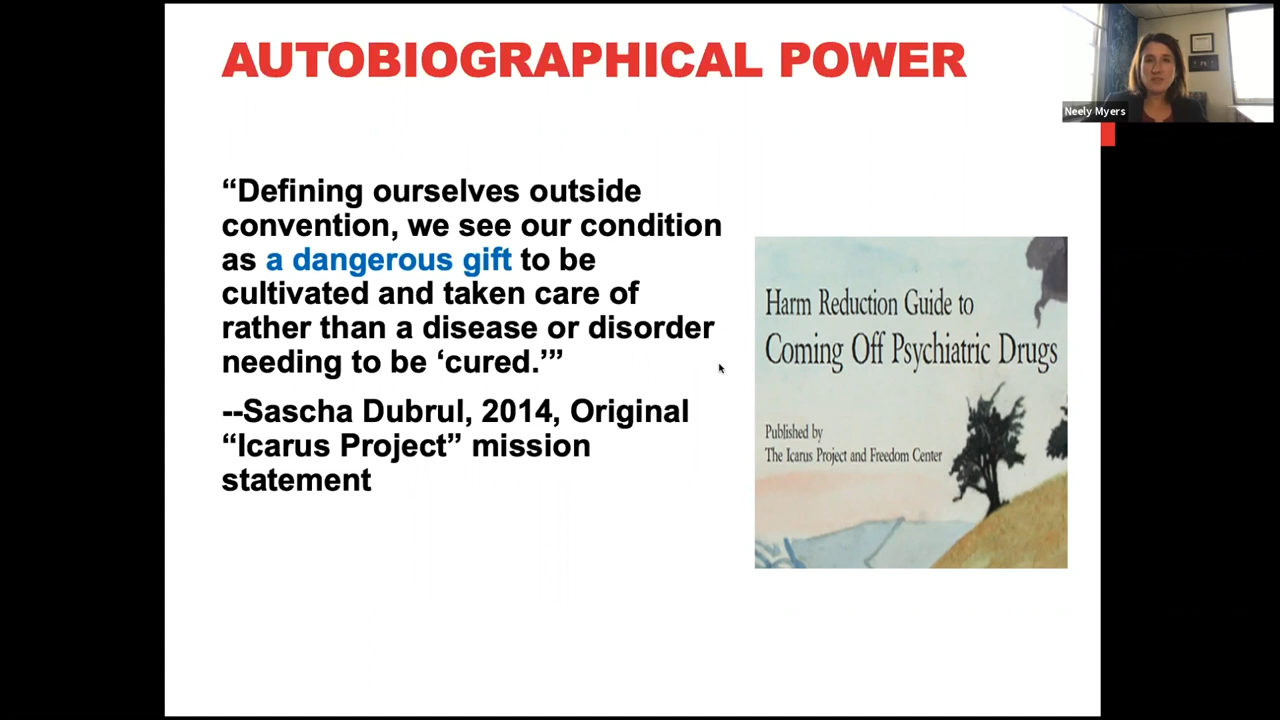 AUTOBIOGRAPHICAL POWER
Neely Myers
“Defining ourselves outside
convention, we see our condition
as a dangerous gift to be
cultivated and taken care of
rather than a disease or disorder
needing to be ‘cured.’”
--Sascha Dubrul, 2014, Original
“Icarus Project” mission
statement
Harm Reduction Guide to
Coming Off Psychiatric Drugs
Published by
The Icarus Project and Freedom Center